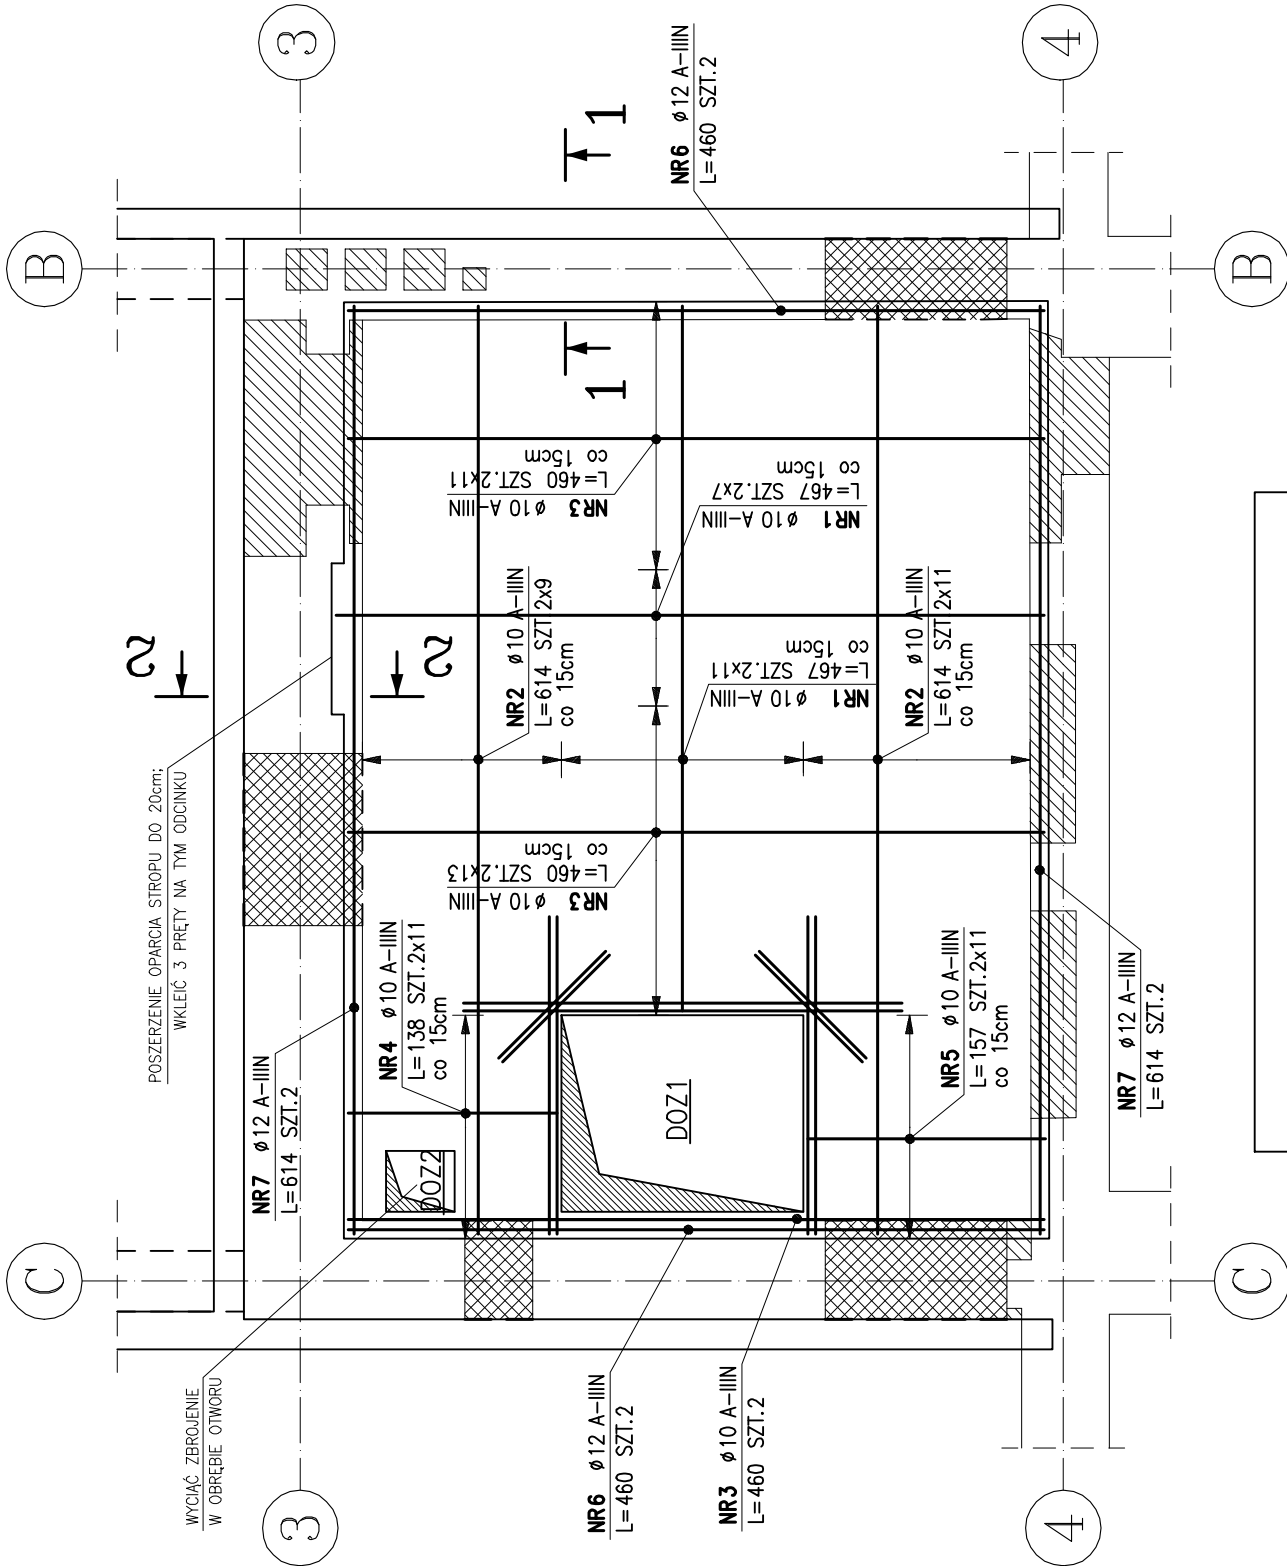 POSZERZENIE OPARCIA STROPU DO 20cm;
WKLEIĆ 3 PRĘTY NA TYM ODCINKU
WYCIĄĆ ZBROJENIE
W OBRĘBIE OTWORU
3
3
4
4
B
B
C
C
1
1
2
2
NR7 ø12 A-IIIN
L=614 SZT.2
NR4 ø10 A-IIIN
L=138 SZT.2x11
co 15cm
NR2 ø10 A-IIIN
L=614 SZT.2x9
co 15cm
NR3 ø10 A-IIIN
L=460 SZT.2x11
co 15cm
NR6 ø12 A-IIIN
L=460 SZT.2
NR1 ø10 A-IIIN
L=467 SZT.2x7
co 15cm
NR1 ø10 A-IIIN
L=467 SZT.2x11
co 15cm
NR3 ø10 A-IIIN
L=460 SZT.2x13
co 15cm
NR2 ø10 A-IIIN
L=614 SZT.2x11
co 15cm
NR5 ø10 A-IIIN
L=157 SZT.2x11
co 15cm
NR7 ø12 A-IIIN
L=614 SZT.2
NR6 ø12 A-IIIN
L=460 SZT.2
NR3 ø10 A-IIIN
L=460 SZT.2
DOZ1
DOZ2